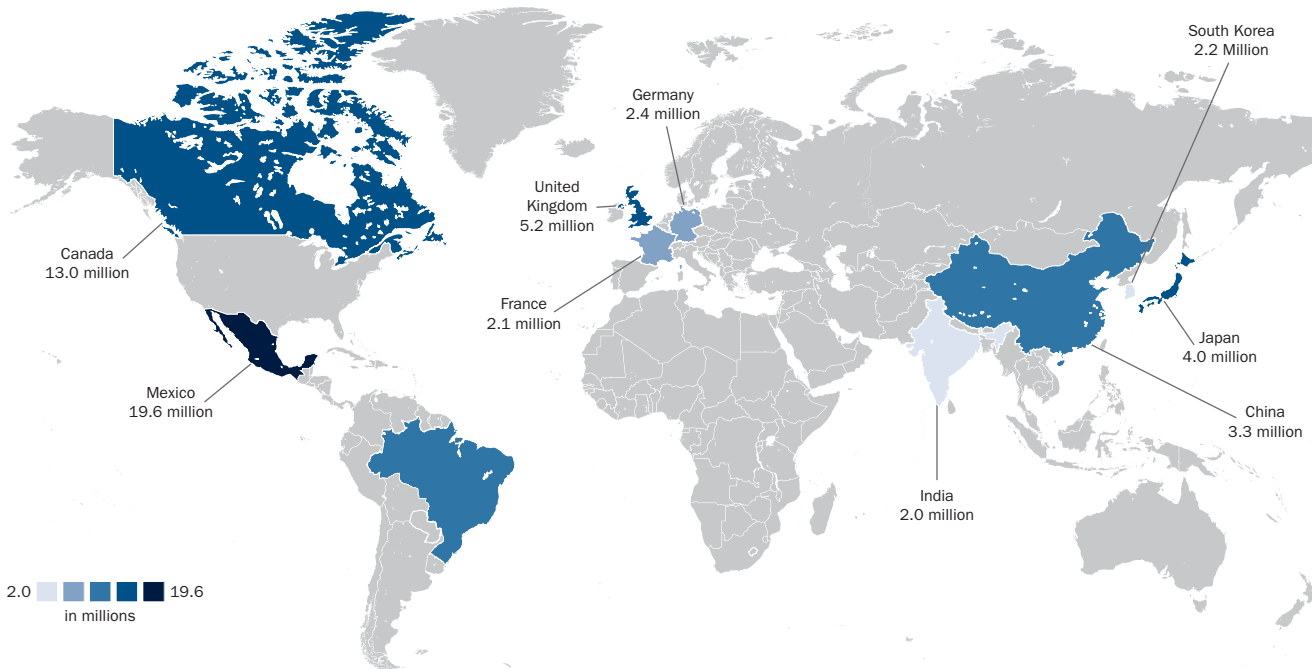 South Korea
2.2 Million
Germany
2.4 million
United
Kingdom
5.2 million
Canada
13.0 million
France
2.1 million
Japan
4.0 million
Mexico
19.6 million
China
3.3 million
India
2.0 million
2.0 19.6
in millions